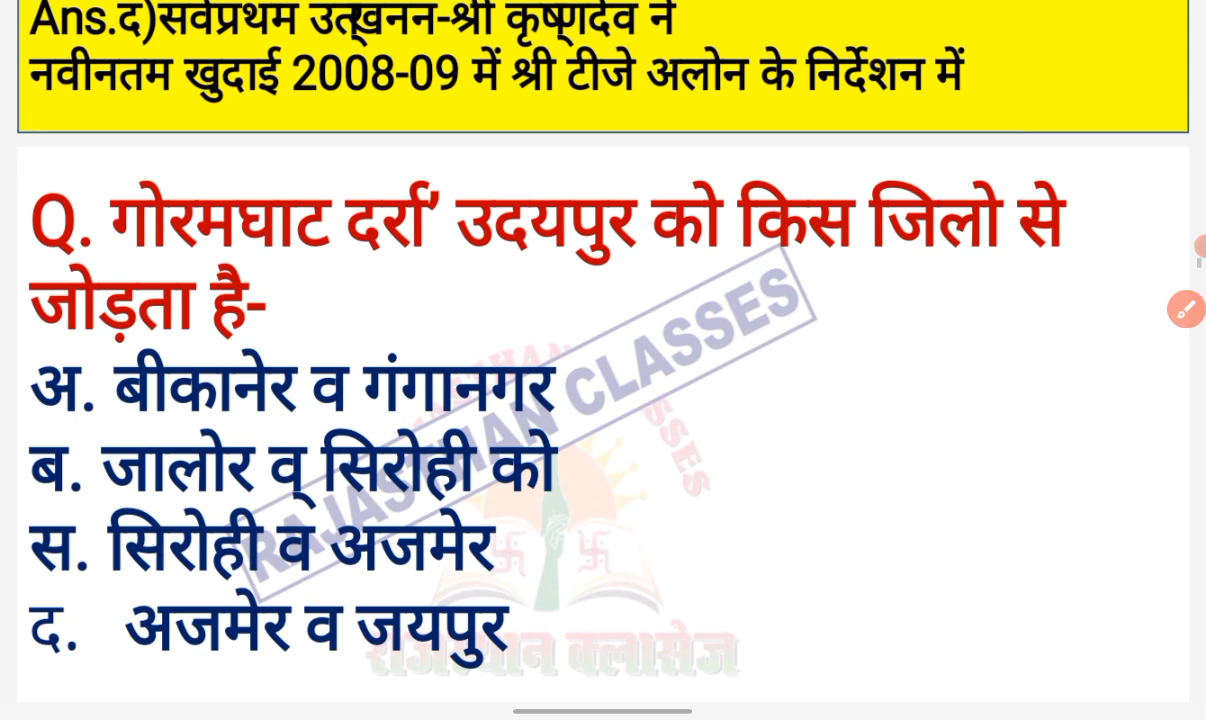 Ans.द)सर्वप्रथम उत्खनन-श्री कृष्णदेव ने
नवीनतम खुदाई 2008-09 में श्री टीजे अलोन के निर्देशन में
Q. गोरमघाट दर्रा’ उदयपुर को किस जिलो से
जोड़ता है-
अ. बीकानेर व गंगानगर
ब. जालोर व् सिरोही को
स. सिरोही व अजमेर
द. अजमेर व जयपुर
RAJASTHAN CLASSES
राजस्थान क्लासेज